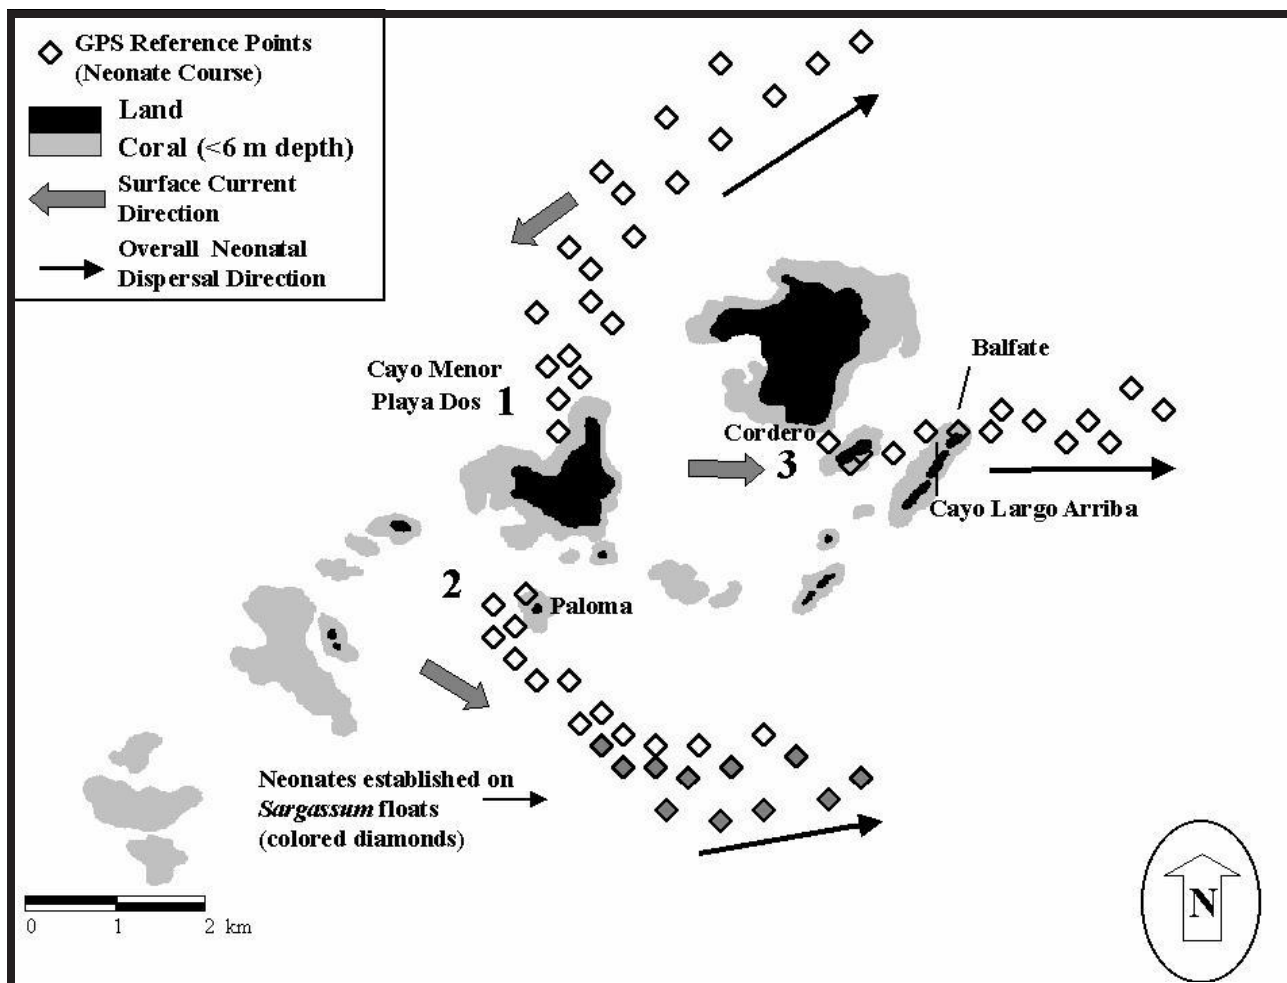 GPS Reference Points
(Neonate Course)
Land
Coral (<6 m depth)
Surface Current
Direction
Overall Neonatal
Dispersal Direction
Balfate
Cayo Menor
Playa Dos 1
Cordero
3
Cayo Largo Arriba
2
Paloma
Neonates established on
Sargassum floats
(colored diamonds)
0 1 2 km
N